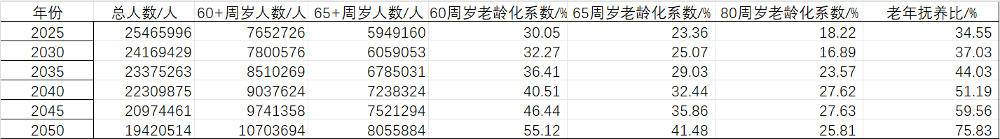 年份 总人数/人 60+周岁人数/人 65+周岁人数/人 60周岁老龄化系数/% 65周岁老龄化系数/% 80周岁老龄化系数/% 老年抚养比/%
2025 25465996 7652726 5949160 30.05 23.36 18.22 34.55
2030 24169429 7800576 6059053 32.27 25.07 16.89 37.03
2035 23375263 8510269 6785031 36.41 29.03 23.57 44.03
2040 22309875 9037624 7238324 40.51 32.44 27.62 51.19
2045 20974461 9741358 7521294 46.44 35.86 27.63 59.56
2050 19420514 10703694 8055884 55.12 41.48 25.81 75.83